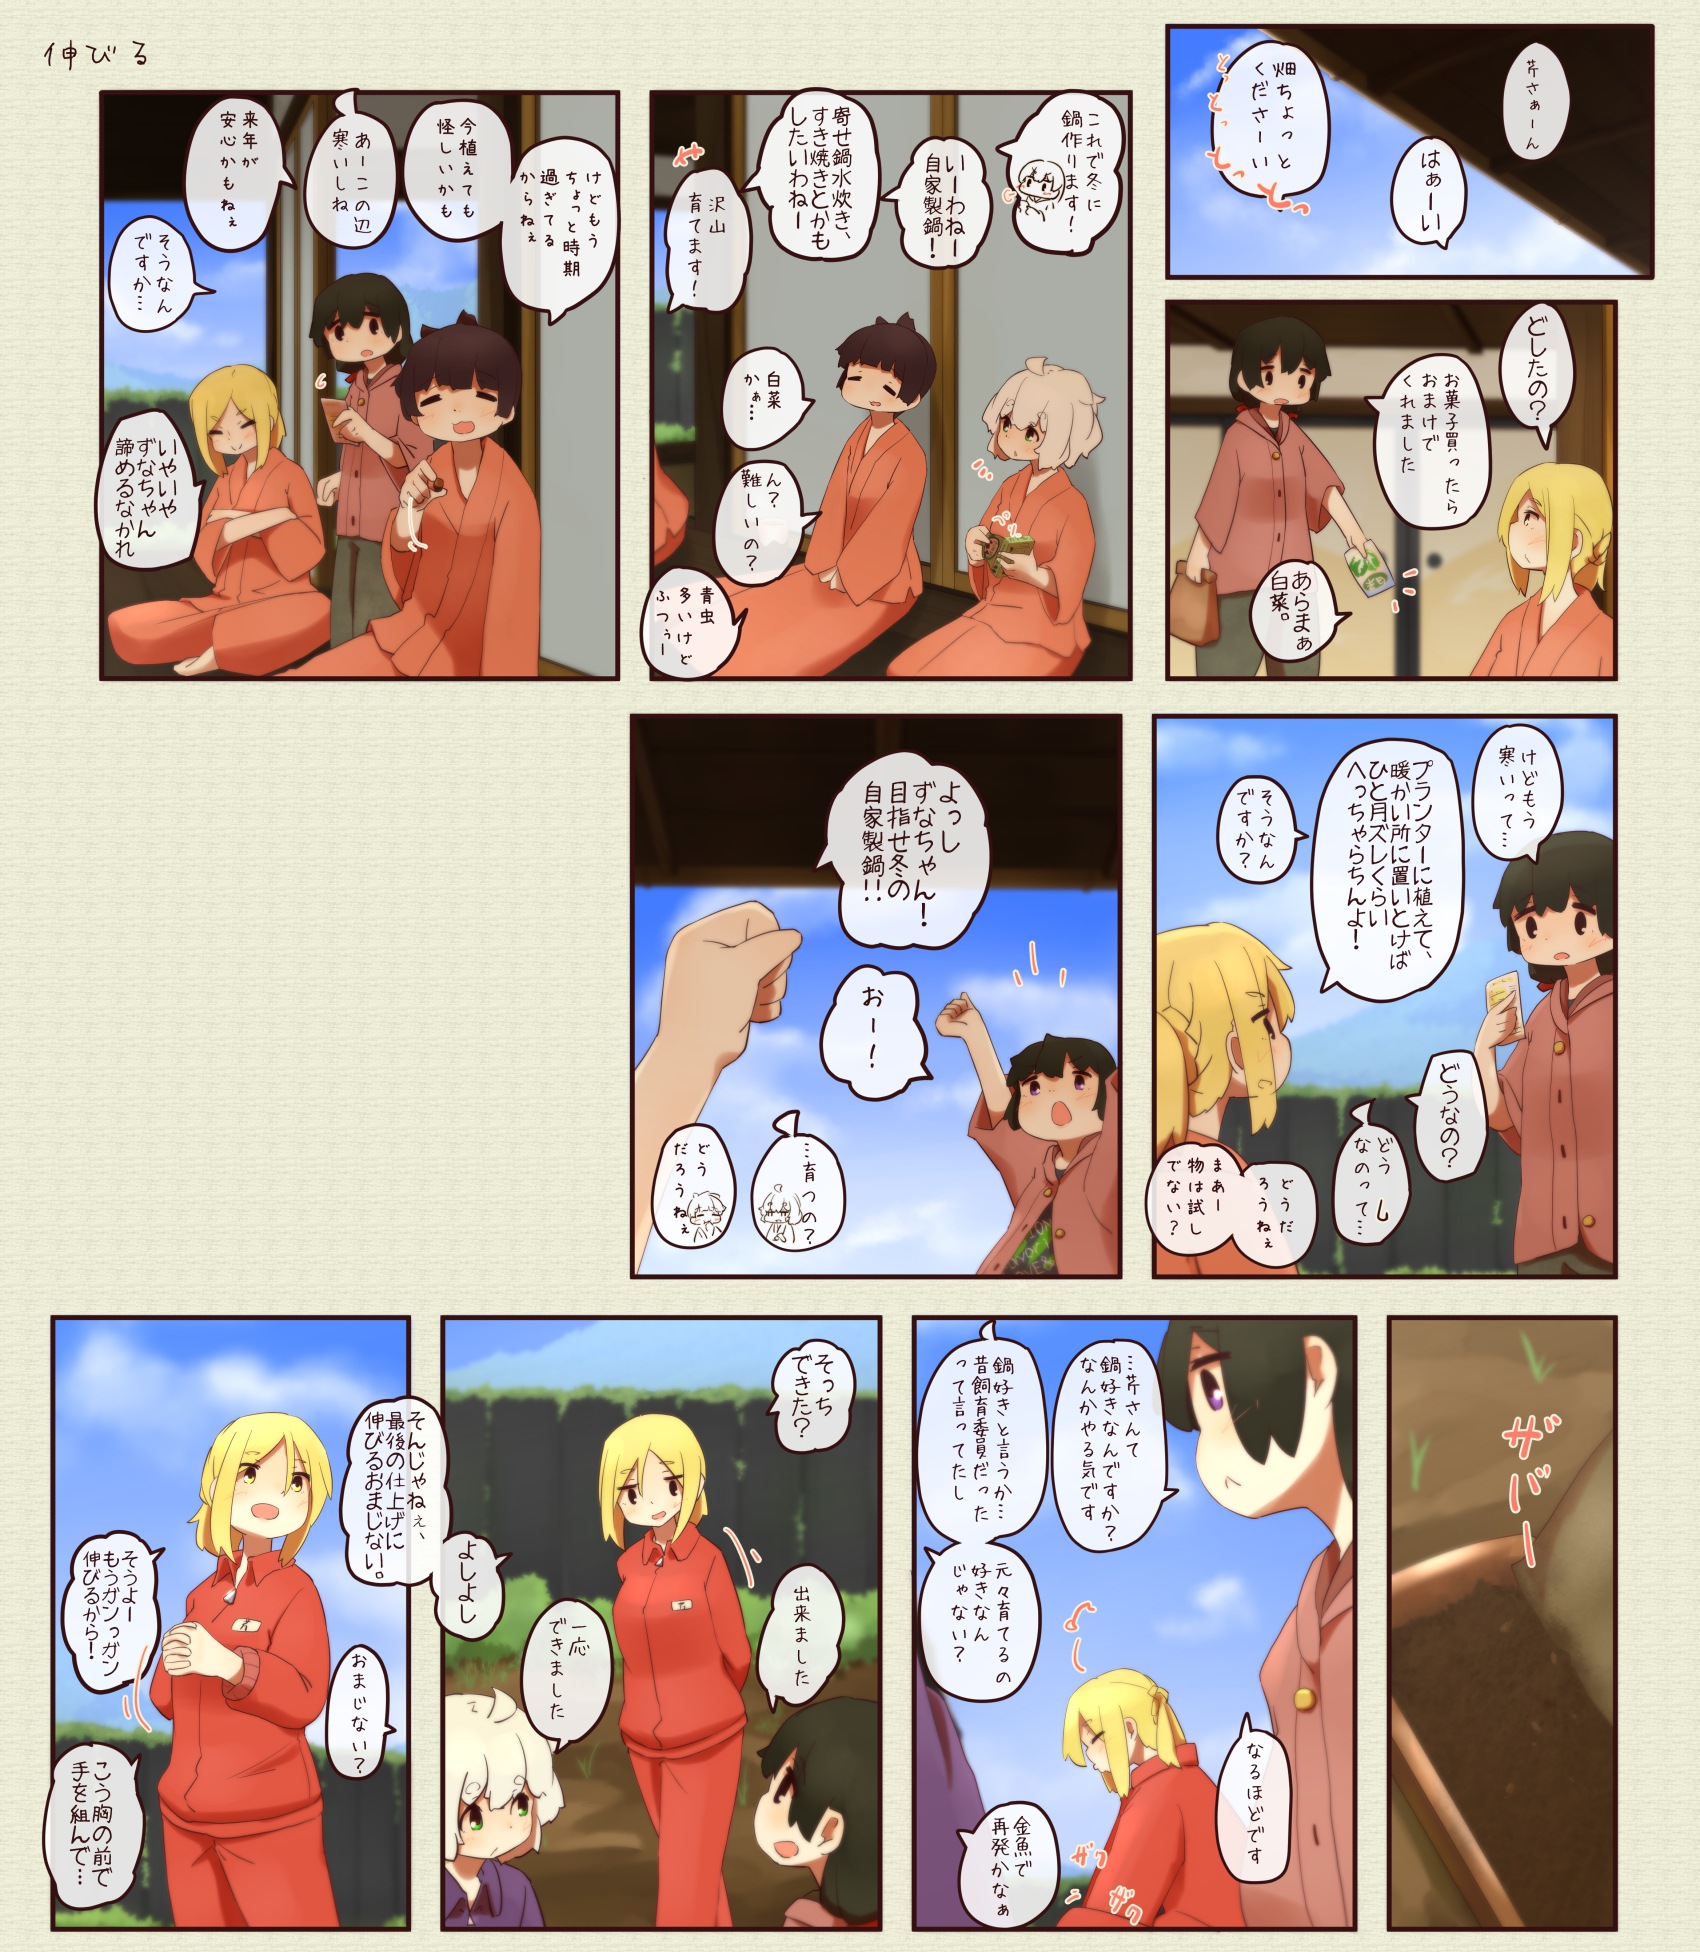 伸びる
芹さぁーん
はぁーい
畑ちょっと
くださーい
とっ
とっ
とっ
とっ
どしたの?
お菓子買ったら
おまけで
くれました
あらまぁ
白菜。
これで冬に
鍋作ります!
いーわねー
自家製鍋!
寄せ鍋水炊き、
すき焼きとかも
したいわねー
沢山
育てます!
白菜
かぁ…
ん?
難しいの?
青虫
多いけど
ふつぅー
けどもう
ちょっと時期
過ぎてる
からねぇ
今植えても
怪しいかも
あーこの辺
寒いしね
来年が
安心かもねぇ
そうなん
ですか…
いやいや
ずなちゃん
諦めるなかれ
けどもう
寒いって…
プランターに植えて、
暖かい所に置いとけば
ひと月ズレくらい
へっちゃらちんよ!
そうなん
ですか?
どうなの?
どう
なのって…
どうだ
ろうねぇ
まあー
物は試し
でない?
よっし
ずなちゃん!
目指せ冬の
自家製鍋!!
おー!
…育つの?
どう
だろうねぇ
ザバー
…芹さんて
鍋好きなんですか?
なんかやる気です
鍋好きと言うか…
昔飼育委員だった
って言ってたし
元々育てるの
好きなん
じゃない?
なるほどです
金魚で
再発かなぁ
ザク
ザク
そっち
できた?
出来ました
一応
できました
よしよし
そんじゃねぇ、
最後の仕上げに
伸びるおまじない。
おまじない?
そうよー
もうガンっガン
伸びるから!
こう胸の前で
手を組んで…